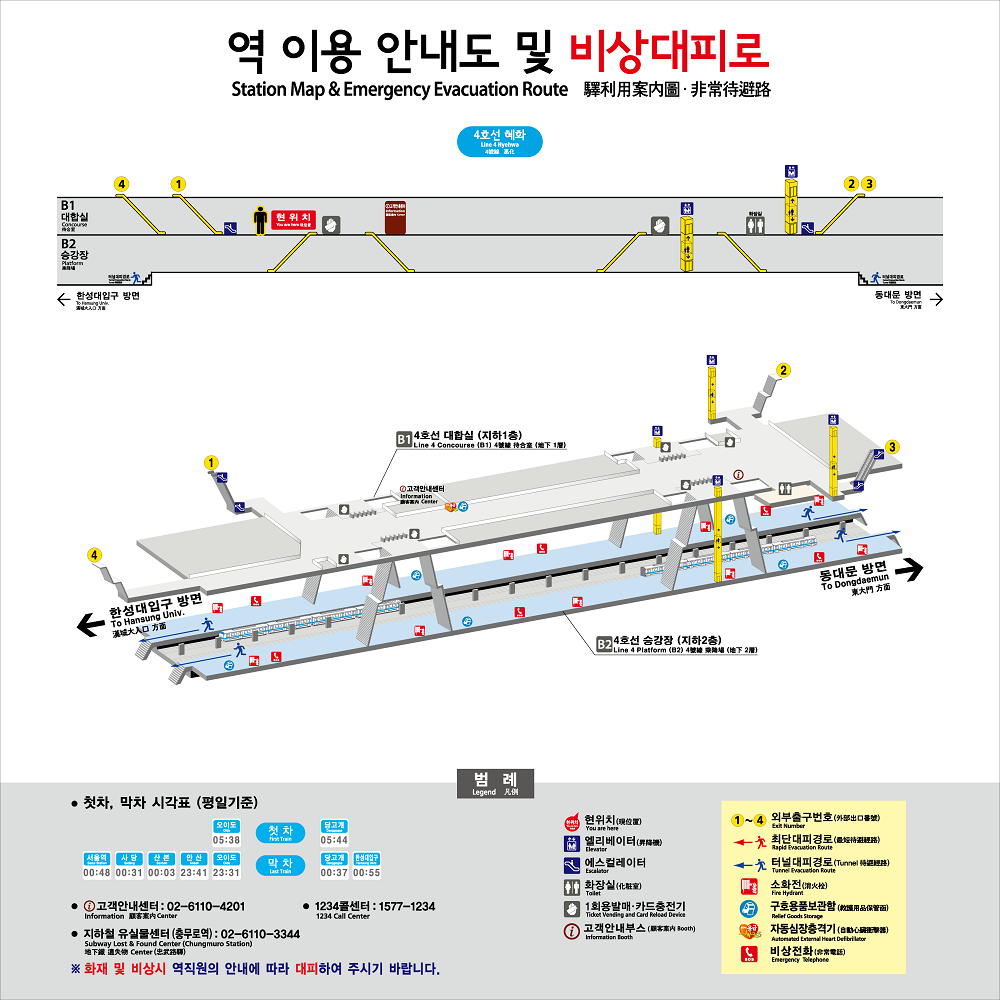 역 이용 안내도 및 비상대피로
Station Map & Emergency Evacuation Route 驛利用案內圖·非常待避路
4호선 혜화
Line 4 Hyehwa
4號線 惠化
4
1
2 3
B1
대합실
Concourse
待合室
현 위 치
You are here 現位置
고객안내센터
Information
화장실
B2
승강장
Platform
乘降場
터널대피경로
터널대피경로
한성대입구 방면
To Hansung Univ.
漢城大入口 方面
동대문 방면
To Dongdaemun
東大門 方面
2
B1 4호선 대합실 (지하1층)
Line 4 Concourse (B1) 4號線 待合室 (地下 1層)
1
3
고객안내센터
Information
顧客案內 Center
4
한성대입구 방면
To Hansung Univ.
漢城大入口 方面
동대문 방면
To Dongdaemun
東大門 方面
B2 4호선 승강장 (지하2층)
Line 4 Platform (B2) 4號線 乘降場 (地下 2層)
범 례
Legend 凡例
● 첫차, 막차 시각표 (평일기준)
오이도 첫 차 당고개
Oido First Train Danggogae
05:38 05:44
서울역 사 당 산 본 안 산 오이도 막 차 당고개 한성대입구
Seoul Station Sadang Sanbon Ansan Oido Last Train Danggogae Hansung Univ.
00:48 00:31 00:03 23:41 23:31 00:37 00:55
● 고객안내센터 : 02-6110-4201
Information 顧客案內 Center
● 1234콜센터 : 1577-1234
1234 Call Center
● 지하철 유실물센터 (충무로역) : 02-6110-3344
Subway Lost & Found Center (Chungmuro Station)
地下鐵 遺失物 Center (忠武路驛)
※ 화재 및 비상시 역직원의 안내에 따라 대피하여 주시기 바랍니다.
현위치 현위치(現位置)
You are here
엘리베이터(昇降機)
Elevator
에스컬레이터
Escalator
화장실(化粧室)
Toilet
1회용발매·카드충전기
Ticket Vending and Card Reload Device
고객안내부스 (顧客案內 Booth)
Information Booth
1 ~ 4 외부출구번호 (外部出口番號)
Exit Number
최단대피경로 (最短待避經路)
Rapid Evacuation Route
터널대피경로 (Tunnel 待避經路)
Tunnel Evacuation Route
소화전(消火栓)
Fire Hydrant
구호용품보관함 (救護用品保管函)
Relief Goods Storage
자동심장충격기 (自動心臟衝擊器)
Automated External Heart Defibrillator
SOS 비상전화 (非常電話)
Emergency Telephone